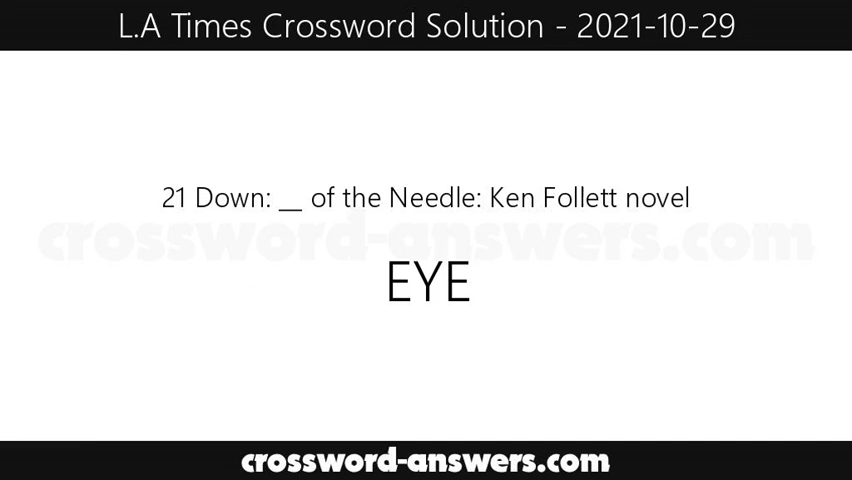 L.A Times Crossword Solution - 2021-10-29
21 Down: __ of the Needle: Ken Follett novel
crossword-answers.com
EYE
crossword-answers.com